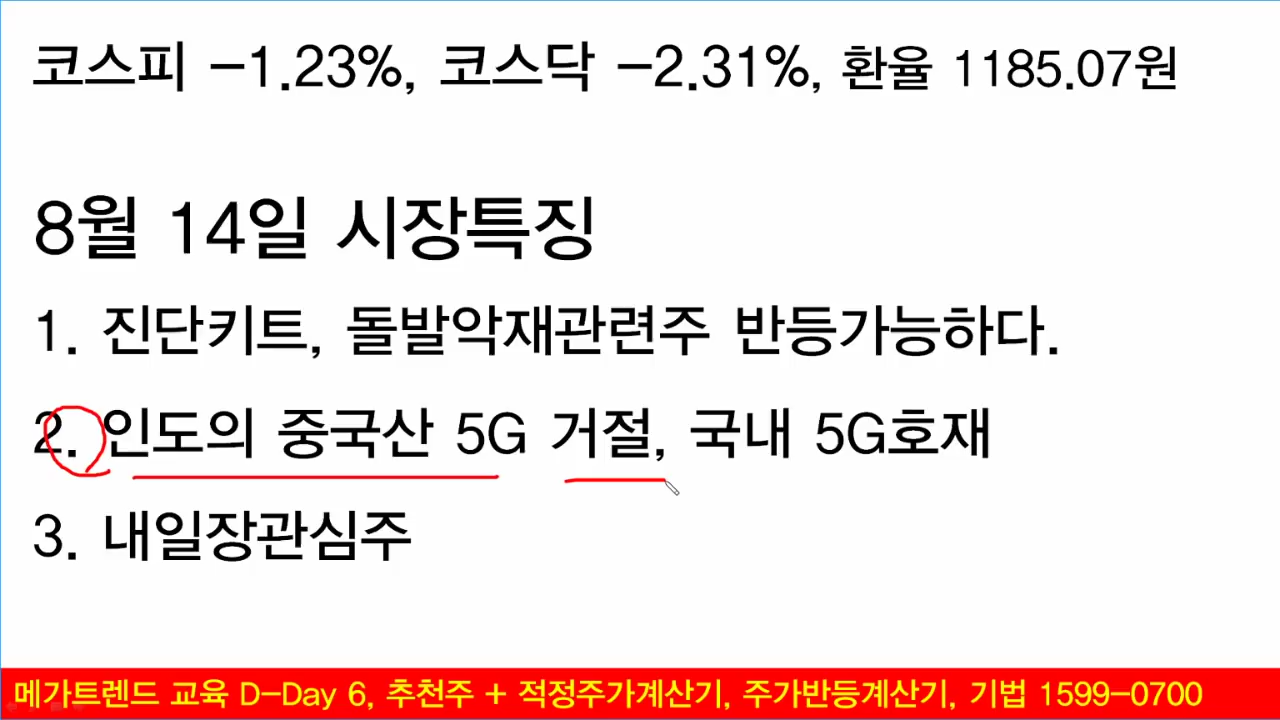 코스피 -1.23%, 코스닥 -2.31%, 환율 1185.07원
8월 14일 시장특징
1. 진단키트, 돌발악재관련주 반등가능하다.
2. 인도의 중국산 5G 거절, 국내 5G호재
3. 내일장관심주
메가트렌드 교육 D-Day 6, 추천주 + 적정주가계산기, 주가반등계산기, 기법 1599-0700